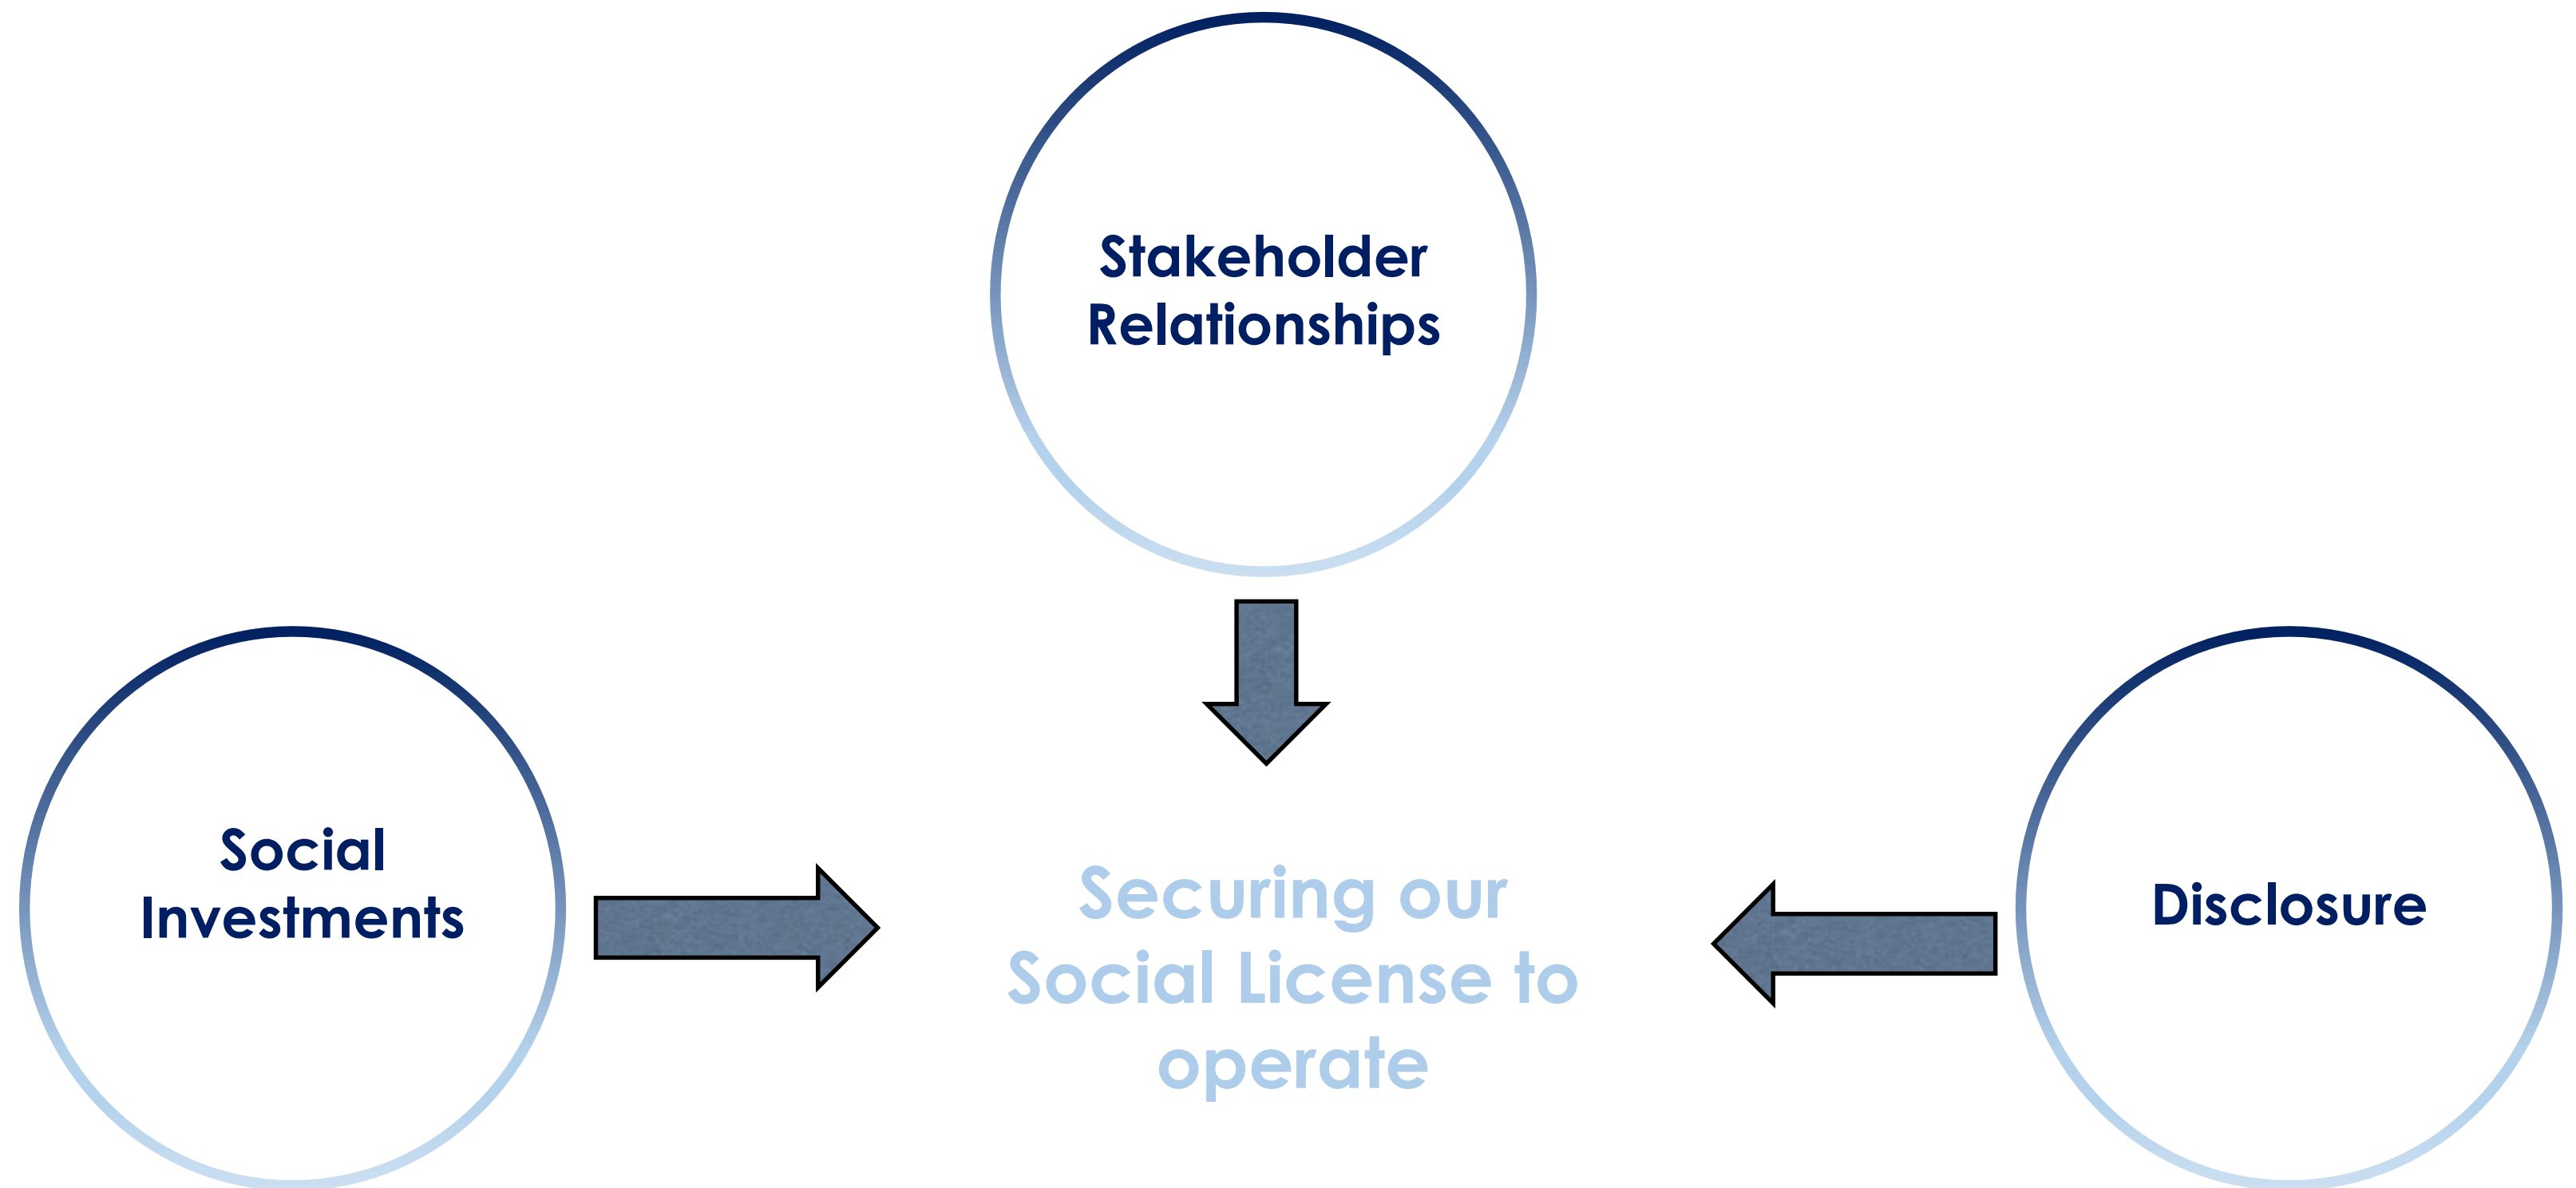 Stakeholder
Relationships
Social
Investments
Securing our
Social License to
operate
Disclosure